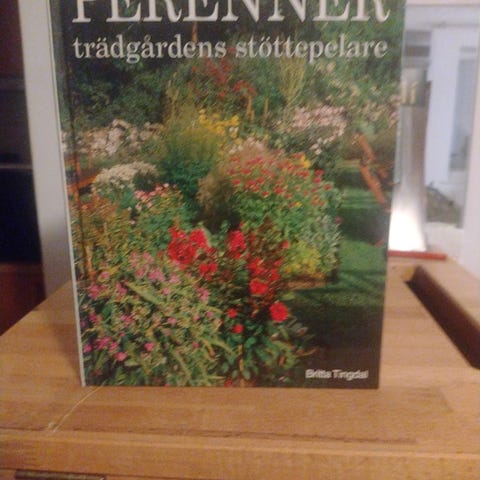 PERENNER
trädgårdens stöttepelare
Britta Tingdal